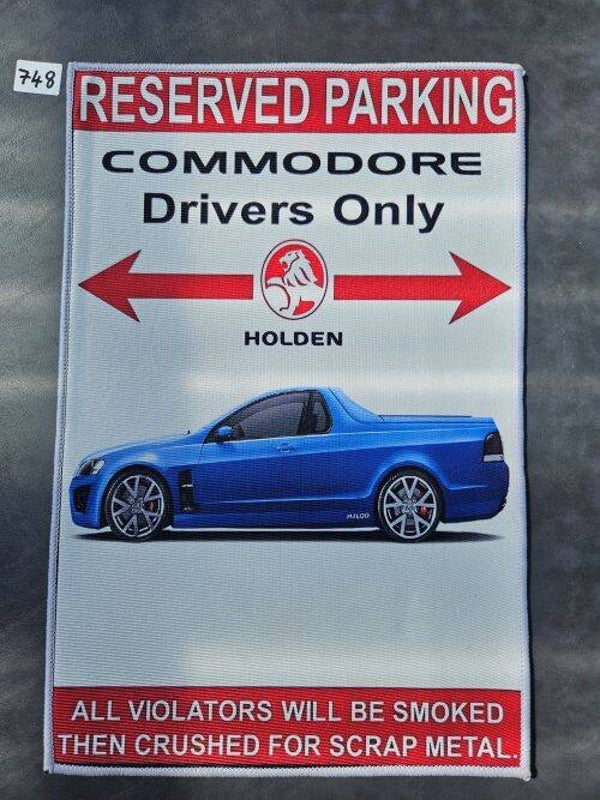 748
RESERVED PARKING
COMMODORE
Drivers Only
HOLDEN
ALL VIOLATORS WILL BE SMOKED
THEN CRUSHED FOR SCRAP METAL.